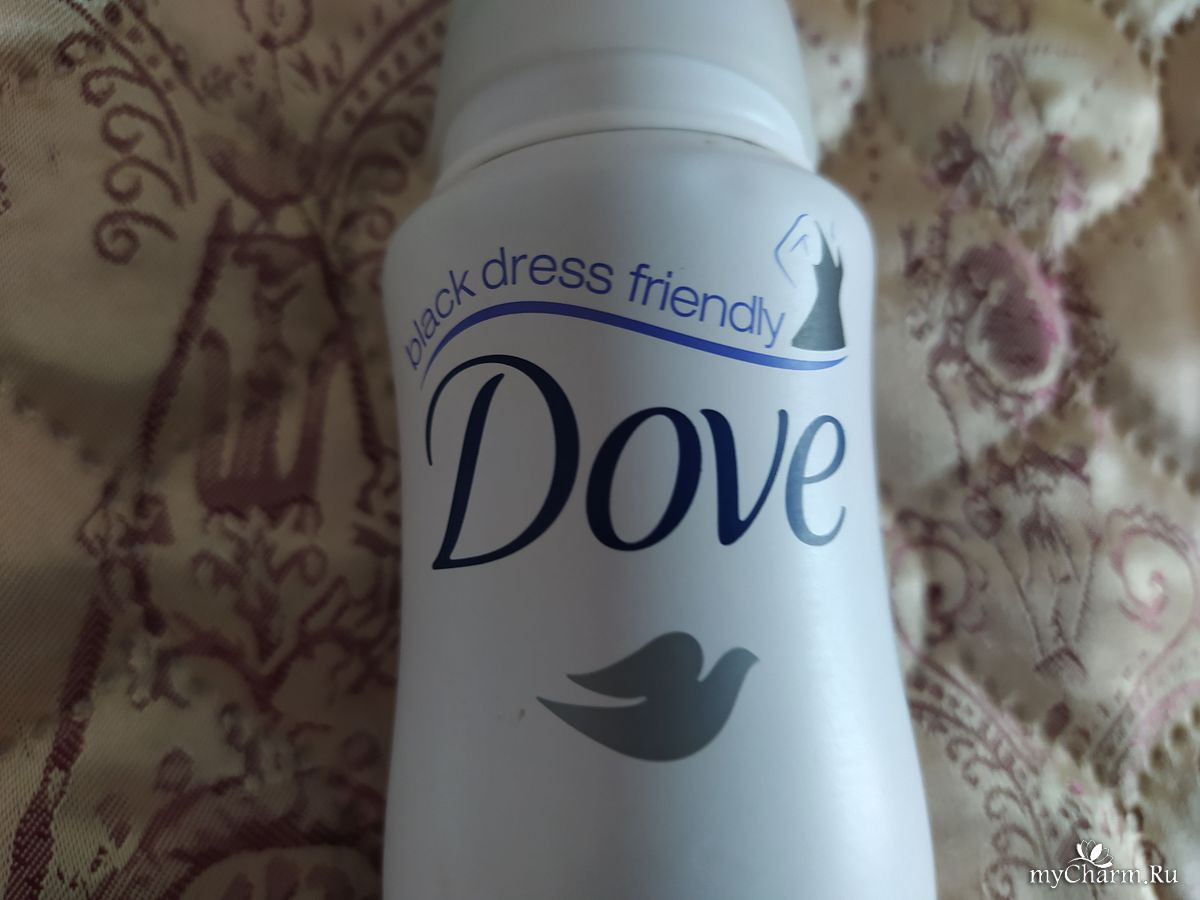 black dress friendly
Dove
myCharm.Ru